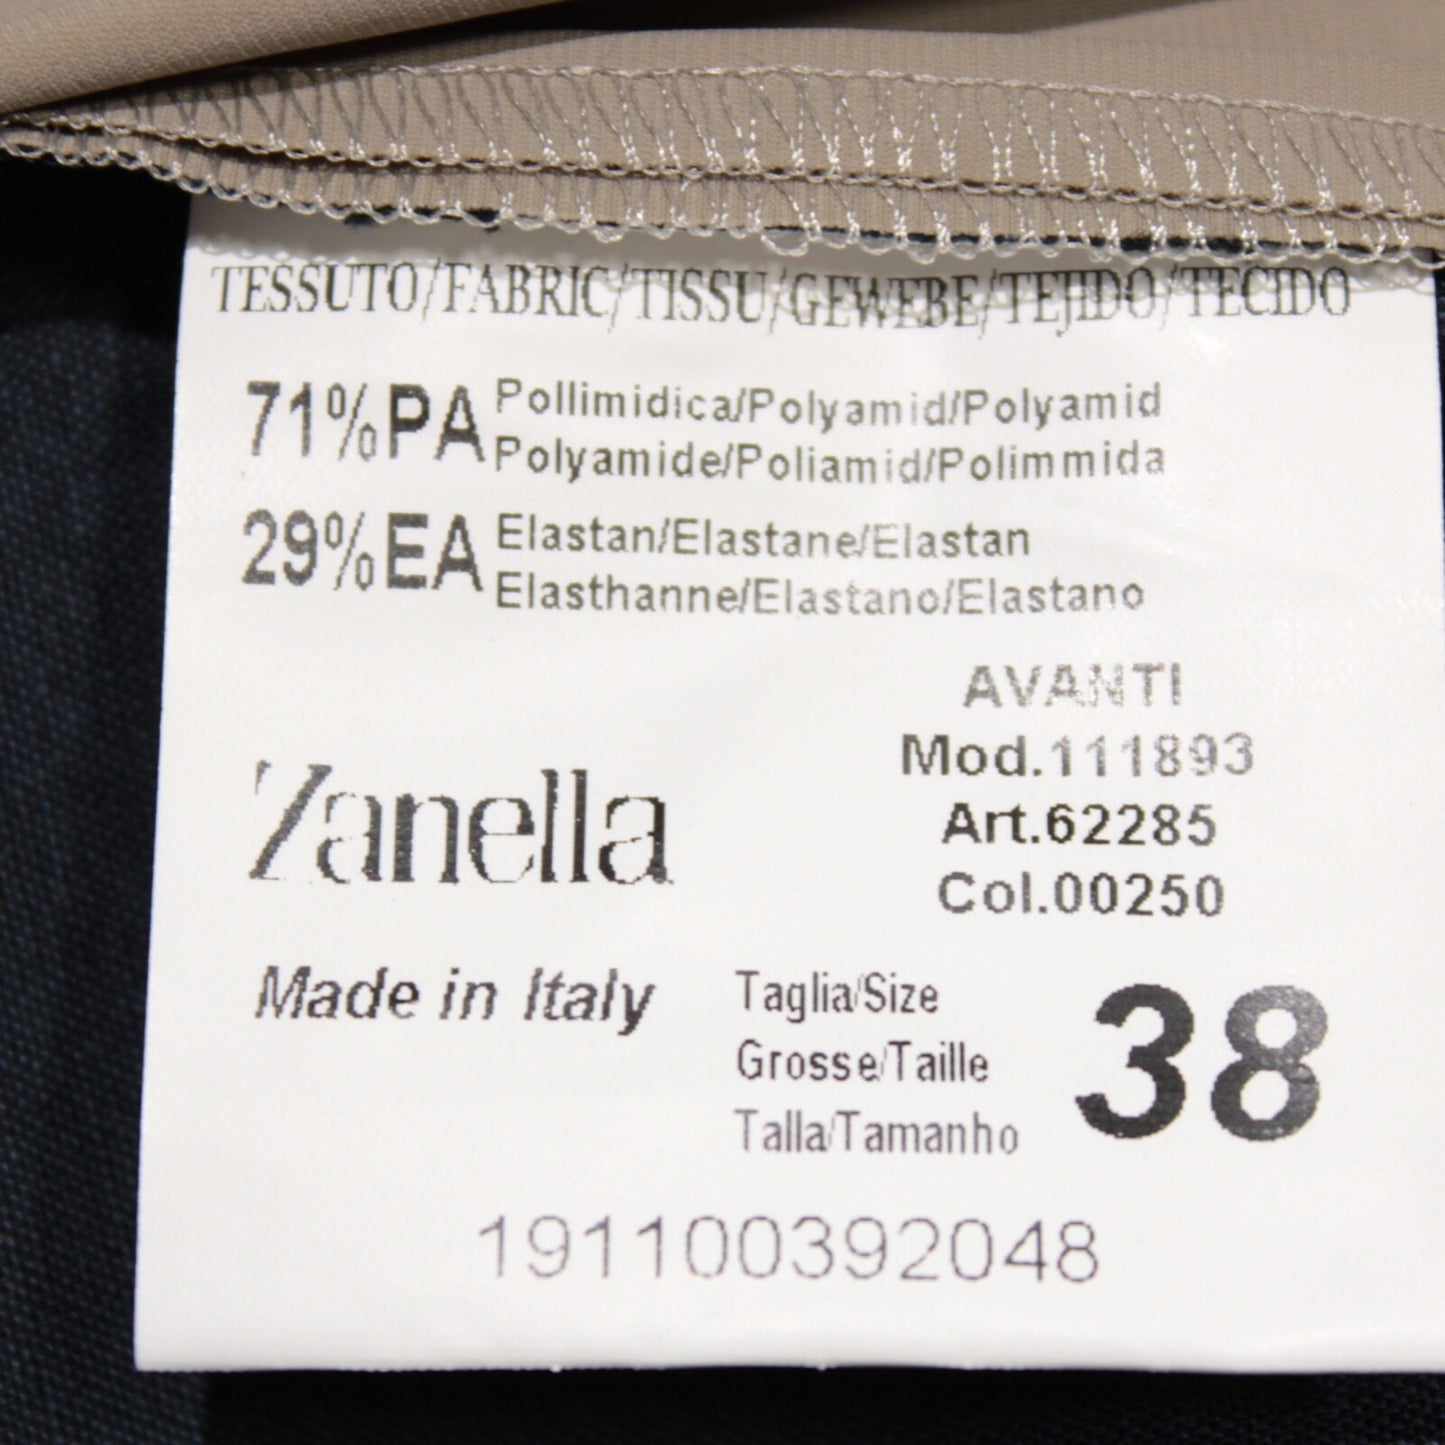 TESSUTO/FABRIC/TISSU/GEWEBE/TEJIDO/TECIDO
71%PA Pollimidica/Polyamid/Polyamid
Polyamide/Poliamid/Polimmida
29%EA Elastan/Elastane/Elastan
Elasthanne/Elastano/Elastano
AVANTI
Mod.111893
Art.62285
Col.00250
Zanella
Made in Italy
Taglia/Size
Grosse/Taille
Talla/Tamanho
38
191100392048